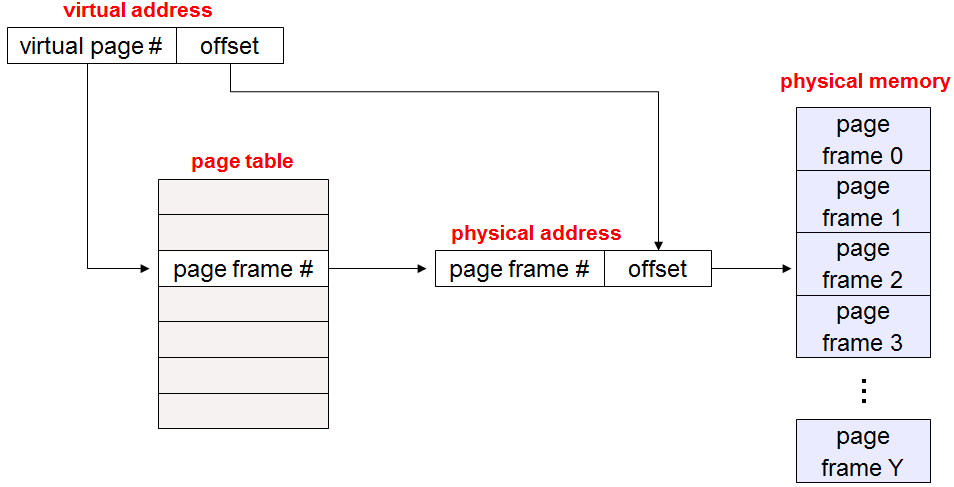 virtual address
virtual page #
offset
physical memory
page
frame 0
page table
page
frame 1
physical address
page frame #
page frame #
offset
page
frame 2
page
frame 3
⋮
page
frame Y